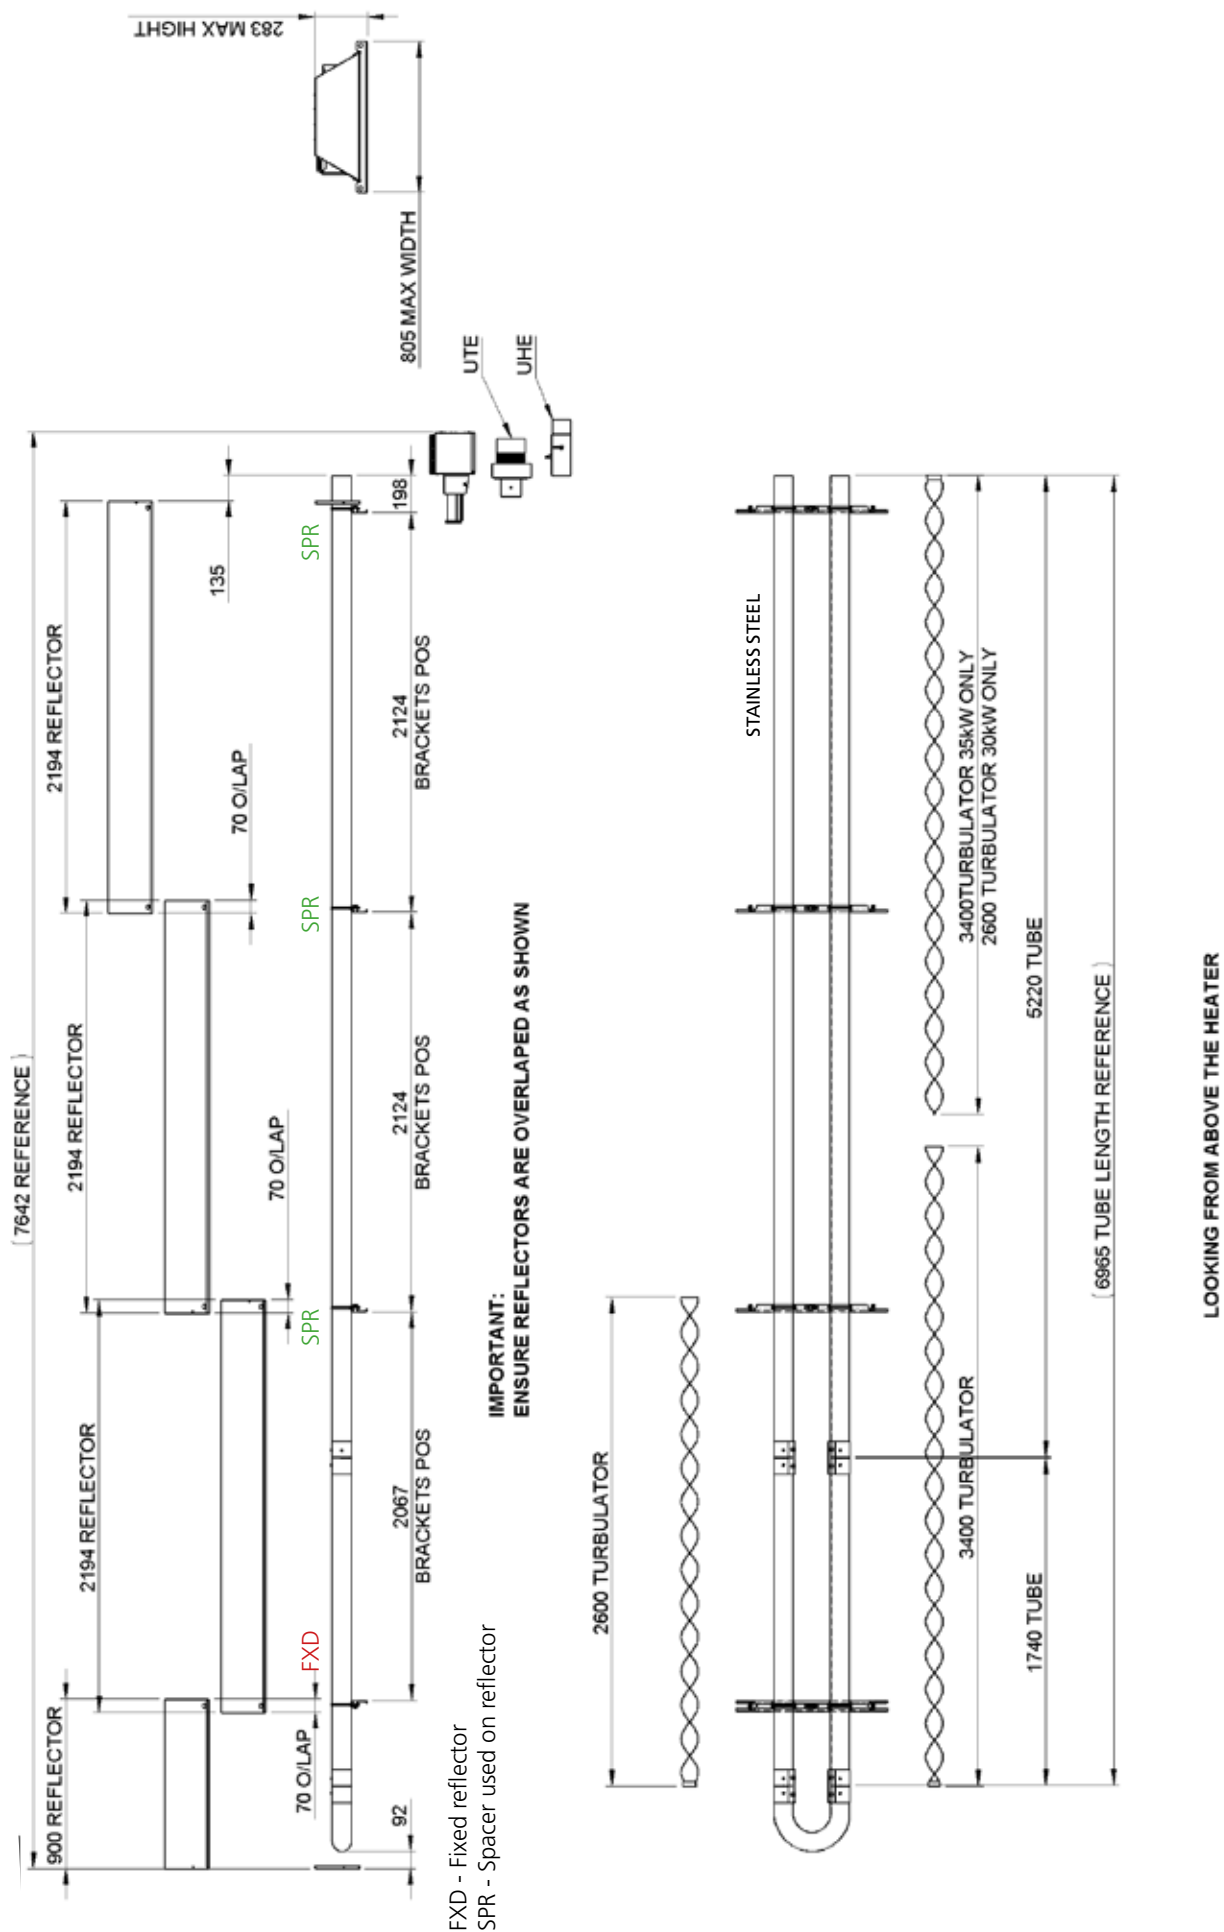 283 MAX HIGHT
805 MAX WIDTH
UTE
UHE
[ 7642 REFERENCE ]
900 REFLECTOR
2194 REFLECTOR
2194 REFLECTOR
2194 REFLECTOR
70 O/LAP
70 O/LAP
70 O/LAP
135
FXD
SPR
SPR
SPR
92
2067
BRACKETS POS
2124
BRACKETS POS
2124
BRACKETS POS
198
FXD - Fixed reflector
SPR - Spacer used on reflector
IMPORTANT:
ENSURE REFLECTORS ARE OVERLAPED AS SHOWN
2600 TURBULATOR
STAINLESS STEEL
3400 TURBULATOR
3400TURBULATOR 35kW ONLY
2600 TURBULATOR 30kW ONLY
1740 TUBE
5220 TUBE
[ 6965 TUBE LENGTH REFERENCE ]
LOOKING FROM ABOVE THE HEATER